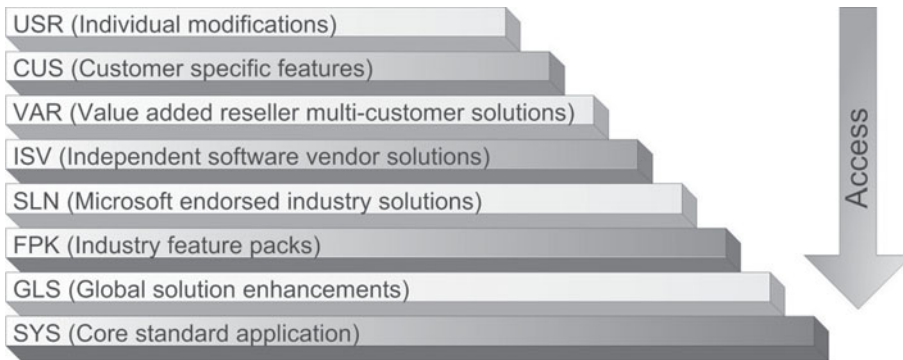 USR (Individual modifications)
CUS (Customer specific features)
VAR (Value added reseller multi-customer solutions)
ISV (Independent software vendor solutions)
SLN (Microsoft endorsed industry solutions)
FPK (Industry feature packs)
GLS (Global solution enhancements)
SYS (Core standard application)
Access